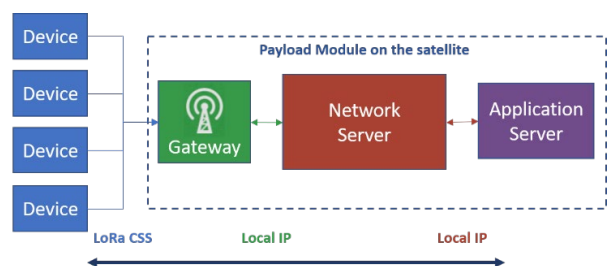 Device
Device
Device
Device
Payload Module on the satellite
Gateway
Network
Server
Application
Server
LoRa CSS
Local IP
Local IP